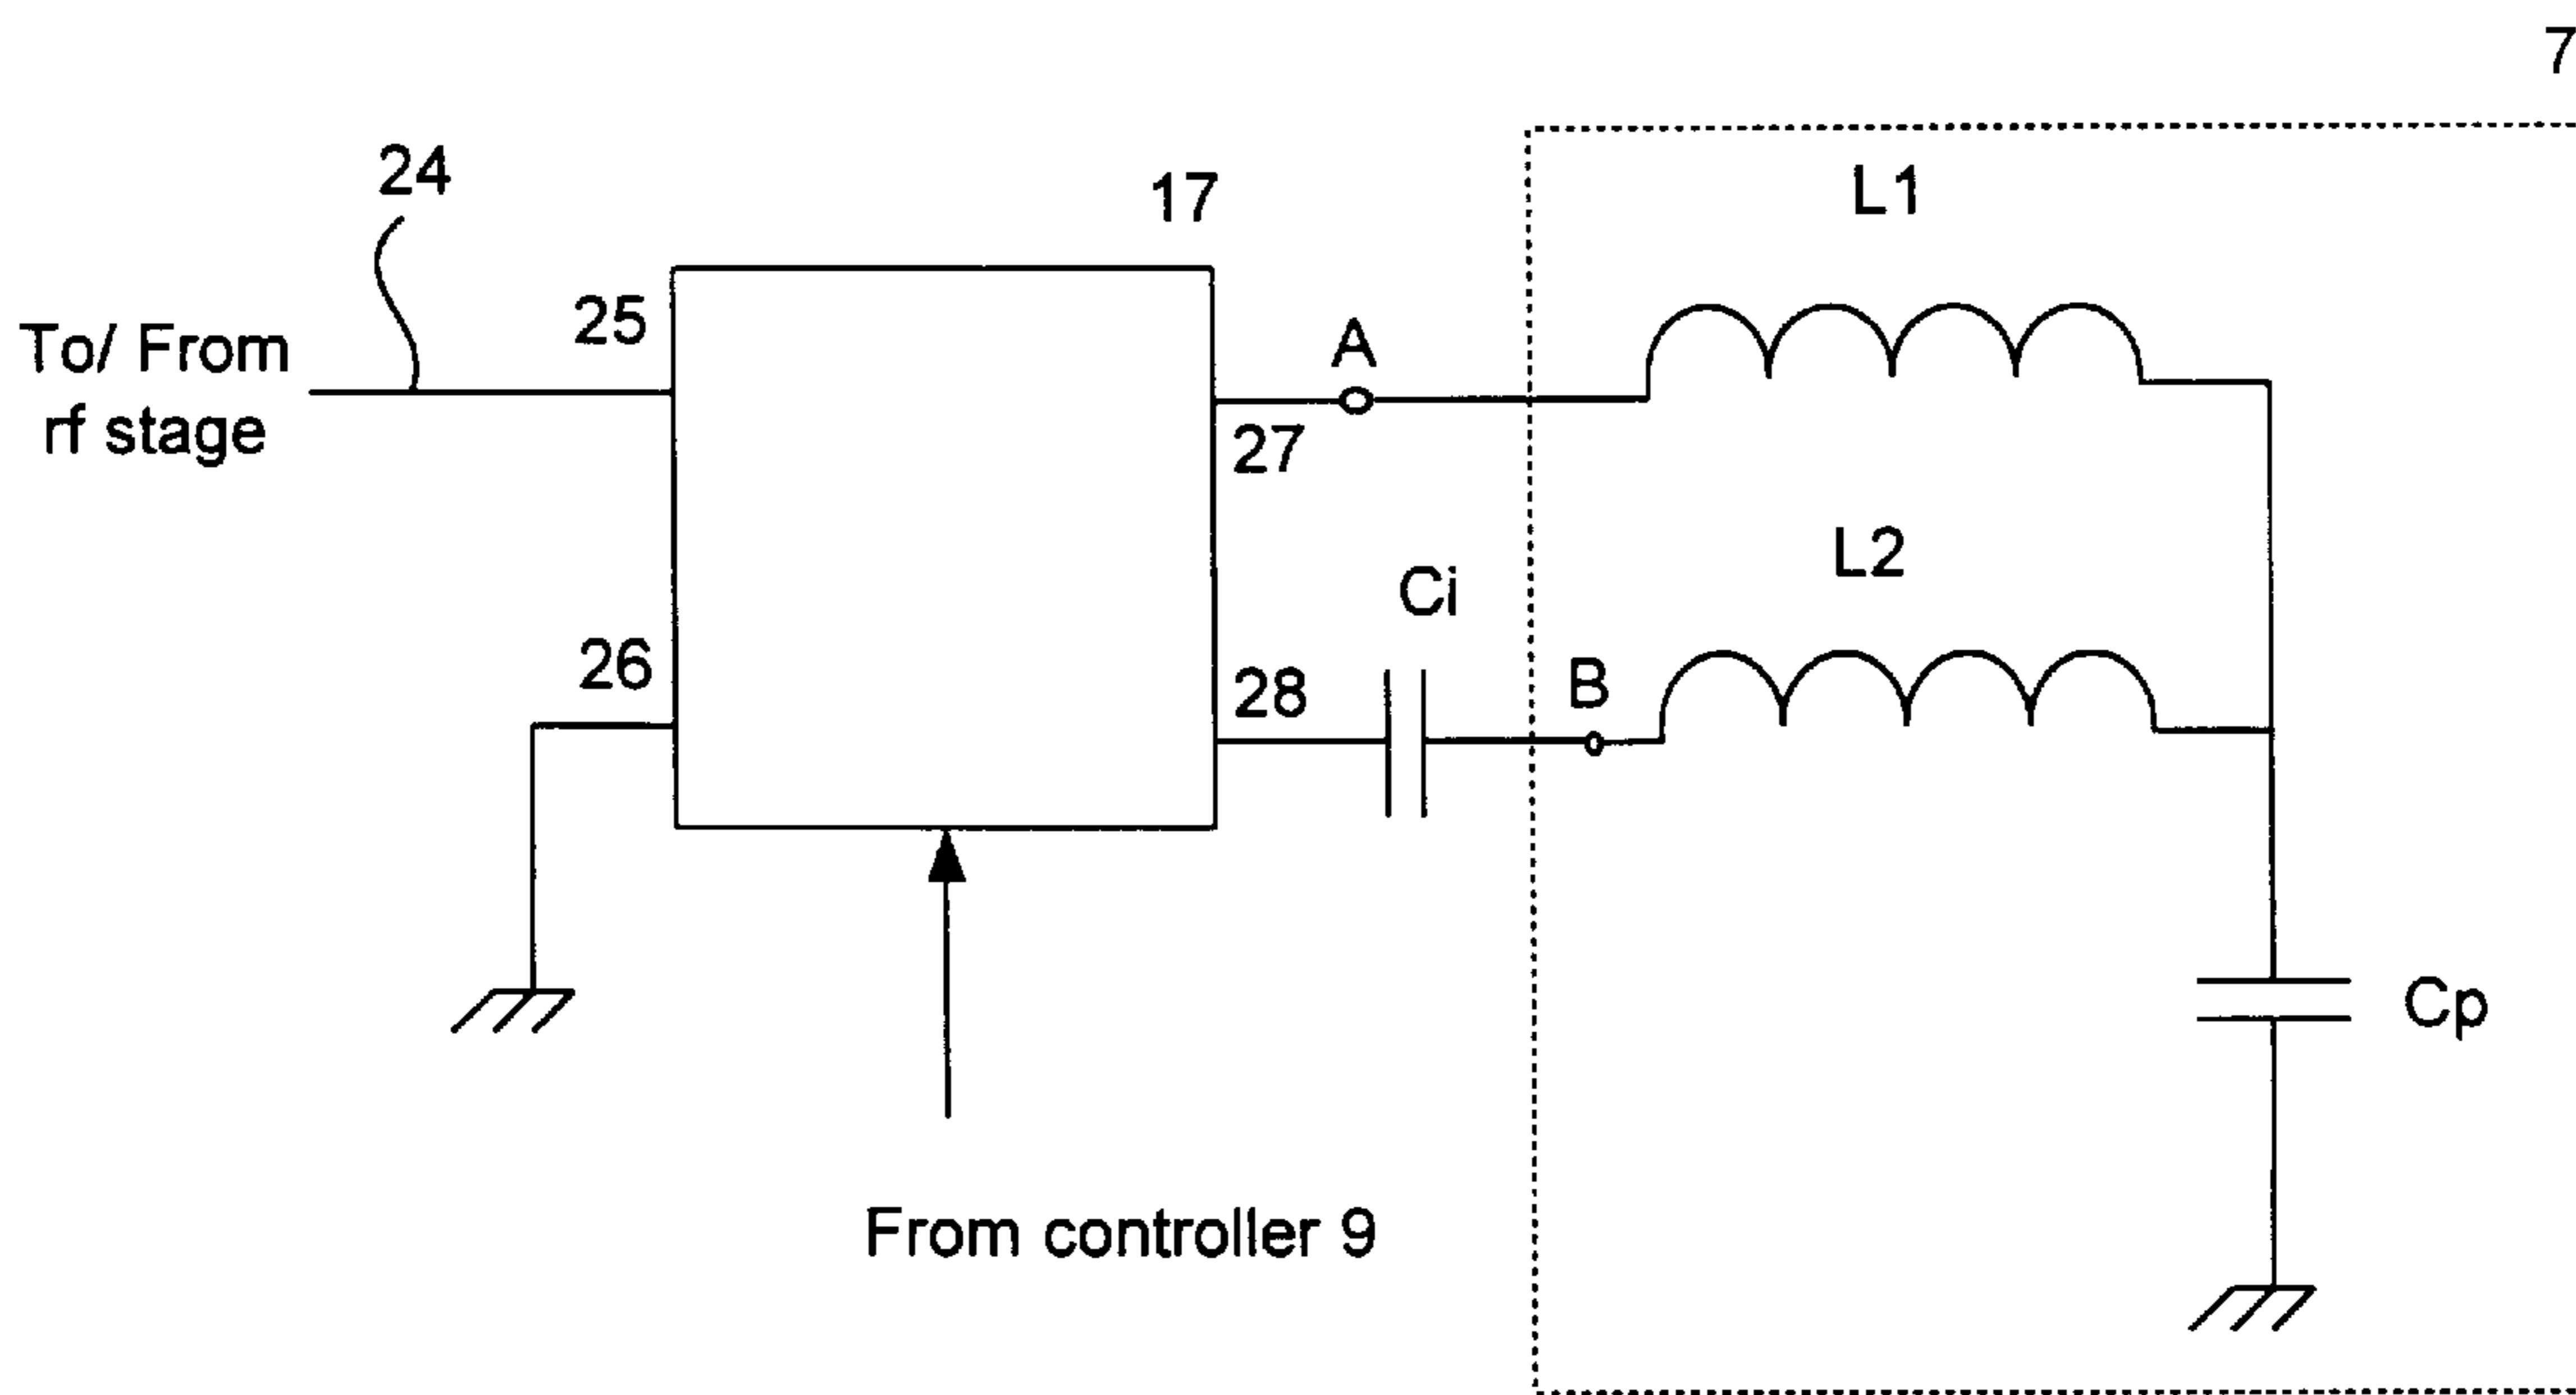 7
24
17
L1
25
A
To/ From
rf stage
27
L2
Ci
26
28
B
Cp
From controller 9